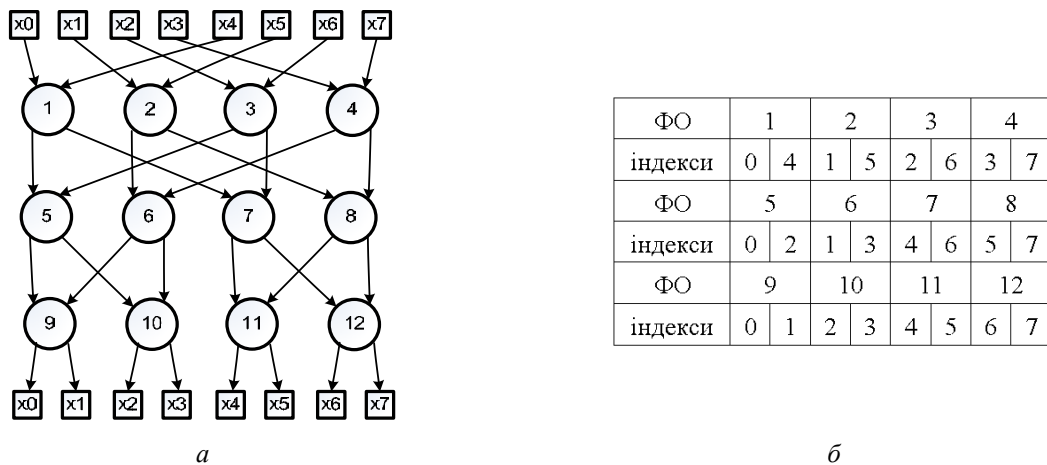 x0 x1 x2 x3 x4 x5 x6 x7
1 2 3 4
5 6 7 8
9 10 11 12
x0 x1 x2 x3 x4 x5 x6 x7
а
ФО 1 2 3 4
індекси 0 4 1 5 2 6 3 7
ФО 5 6 7 8
індекси 0 2 1 3 4 6 5 7
ФО 9 10 11 12
індекси 0 1 2 3 4 5 6 7
б